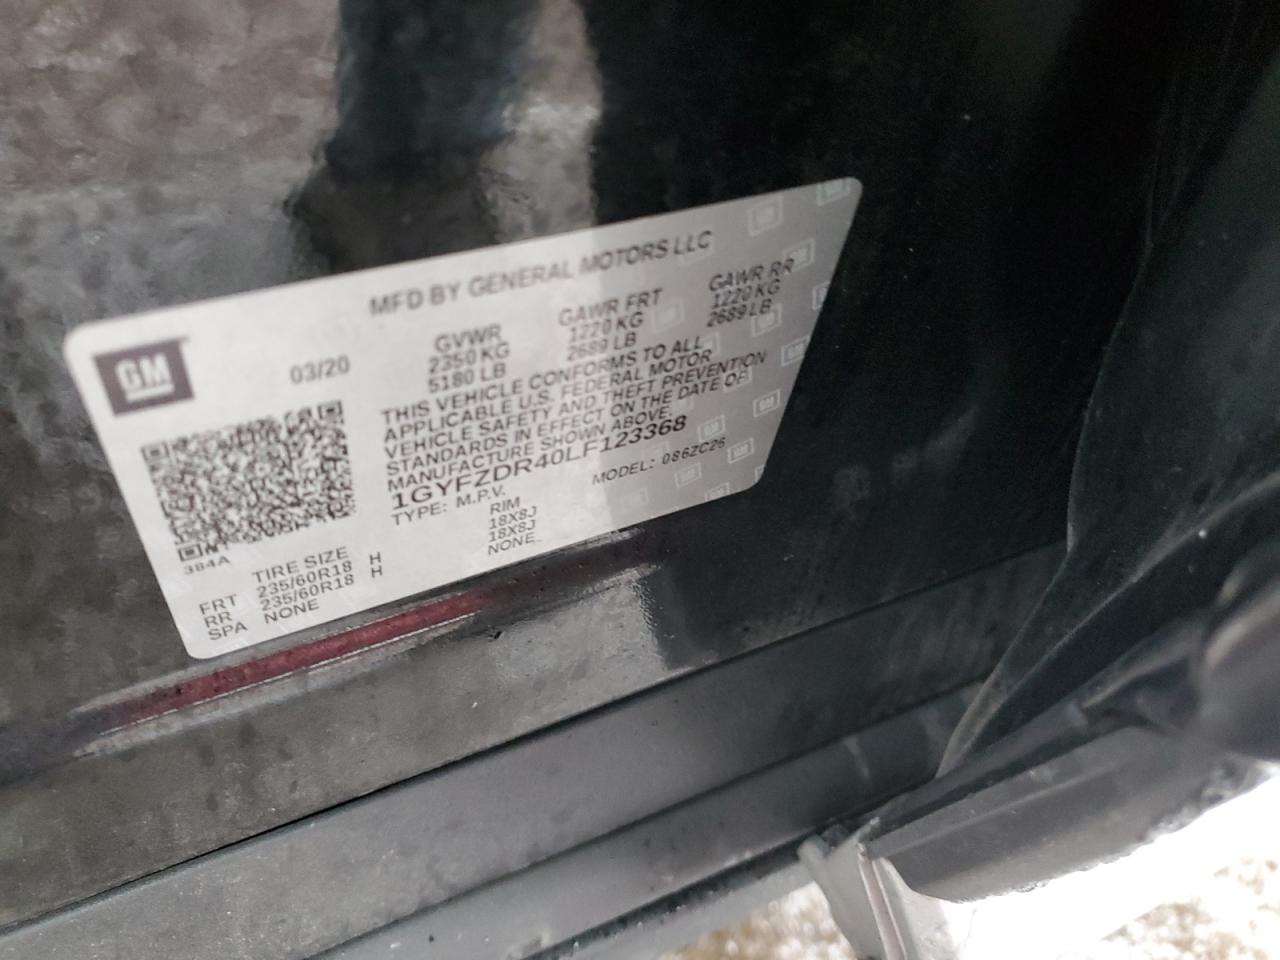 MFD BY GENERAL MOTORS LLC
GM
03/20
GVWR
2350 KG
5180 LB
GAWR FRT
1220 KG
2689 LB
GAWR RR
1220 KG
2689 LB
THIS VEHICLE CONFORMS TO ALL
APPLICABLE U.S. FEDERAL MOTOR
VEHICLE SAFETY AND THEFT PREVENTION
STANDARDS IN EFFECT ON THE DATE OF
MANUFACTURE SHOWN ABOVE.
1GYFZDR40LF123368
TYPE: M.P.V. MODEL: 086ZC26
384A
TIRE SIZE RIM
FRT 235/60R18 H 18X8J
RR 235/60R18 H 18X8J
SPA NONE NONE